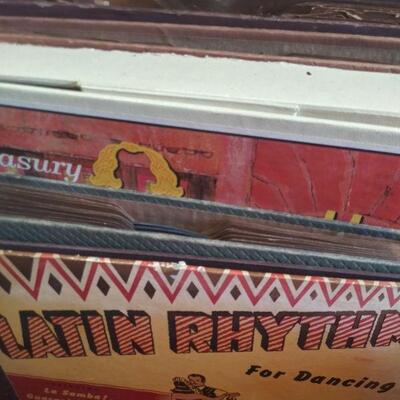 asury
LATIN RHYTHM
For Dancing
La Samba!